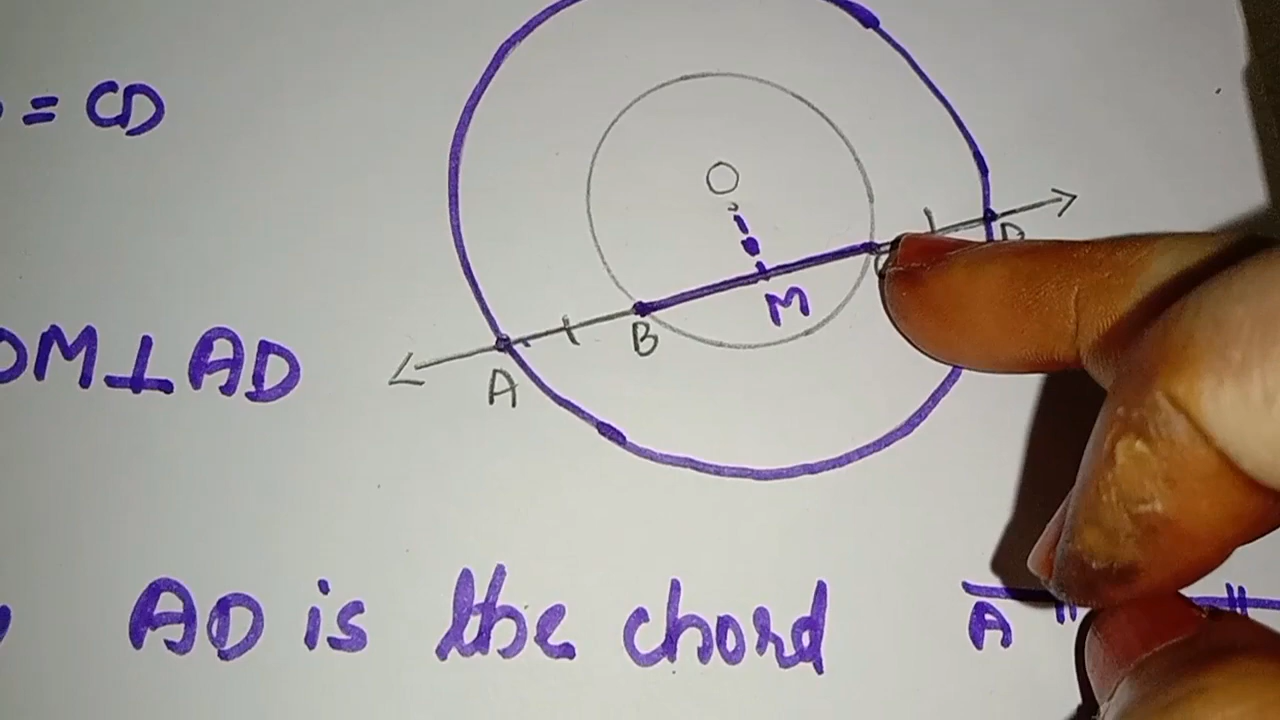 = CD
O
M
B
A
OM⊥AD
AD is the chord A